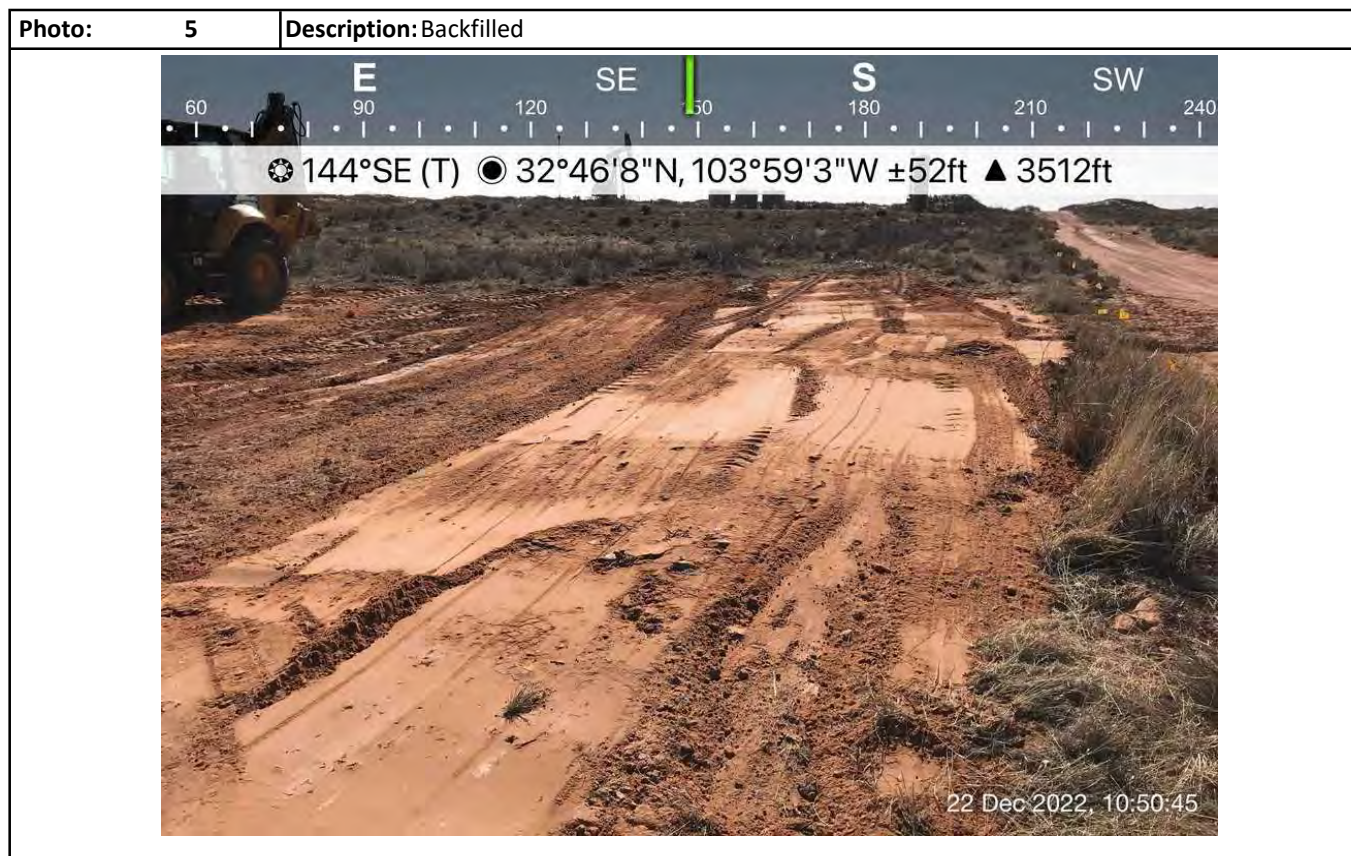 Photo: 5 Description: Backfilled
E SE S SW
60 90 120 150 180 210 240
144°SE (T) 32°46'8"N, 103°59'3"W ±52ft ▲ 3512ft
22 Dec 2022, 10:50:45